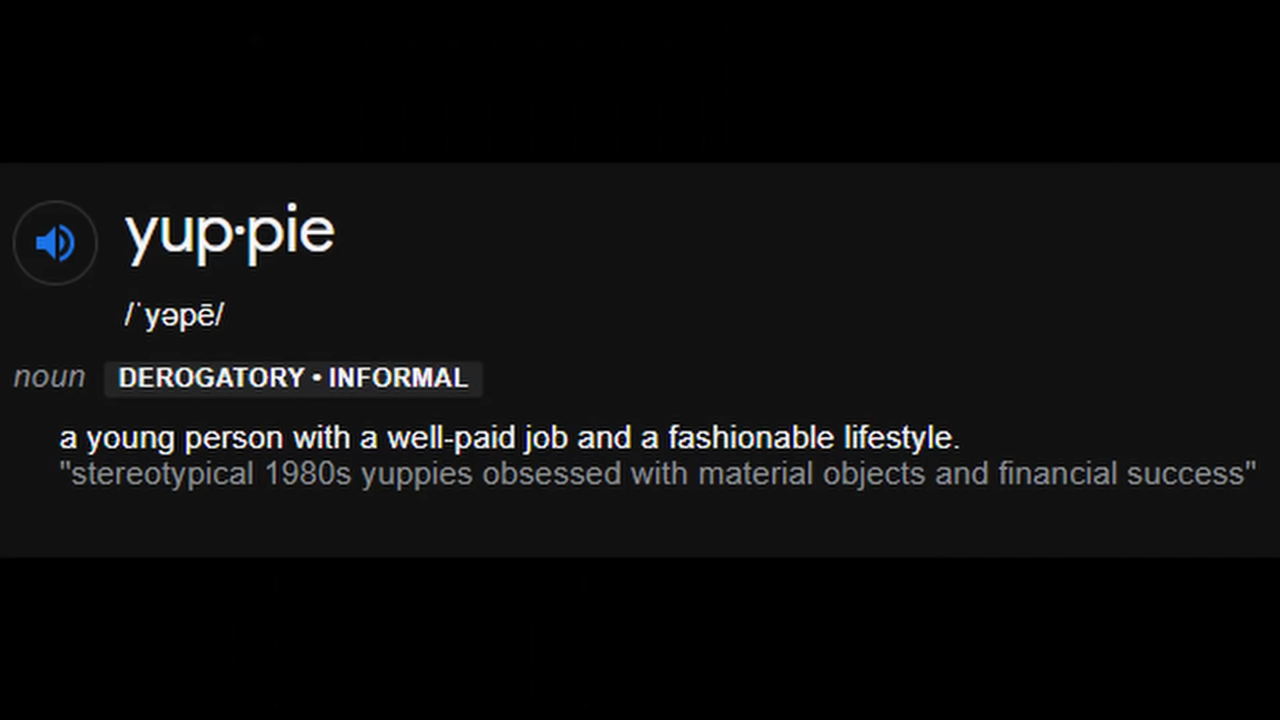 yup·pie
/ˈyəpē/
noun DEROGATORY • INFORMAL
a young person with a well-paid job and a fashionable lifestyle.
"stereotypical 1980s yuppies obsessed with material objects and financial success"